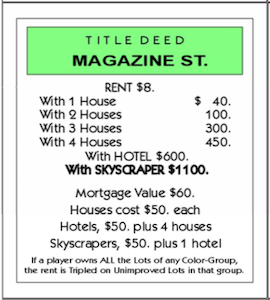 TITLE DEED
MAGAZINE ST.
RENT $8.
With 1 House $ 40.
With 2 Houses 100.
With 3 Houses 300.
With 4 Houses 450.
With HOTEL $600.
With SKYSCRAPER $1100.
Mortgage Value $60.
Houses cost $50. each
Hotels, $50. plus 4 houses
Skyscrapers, $50. plus 1 hotel
If a player owns ALL the Lots of any Color-Group,
the rent is Tripled on Unimproved Lots in that group.